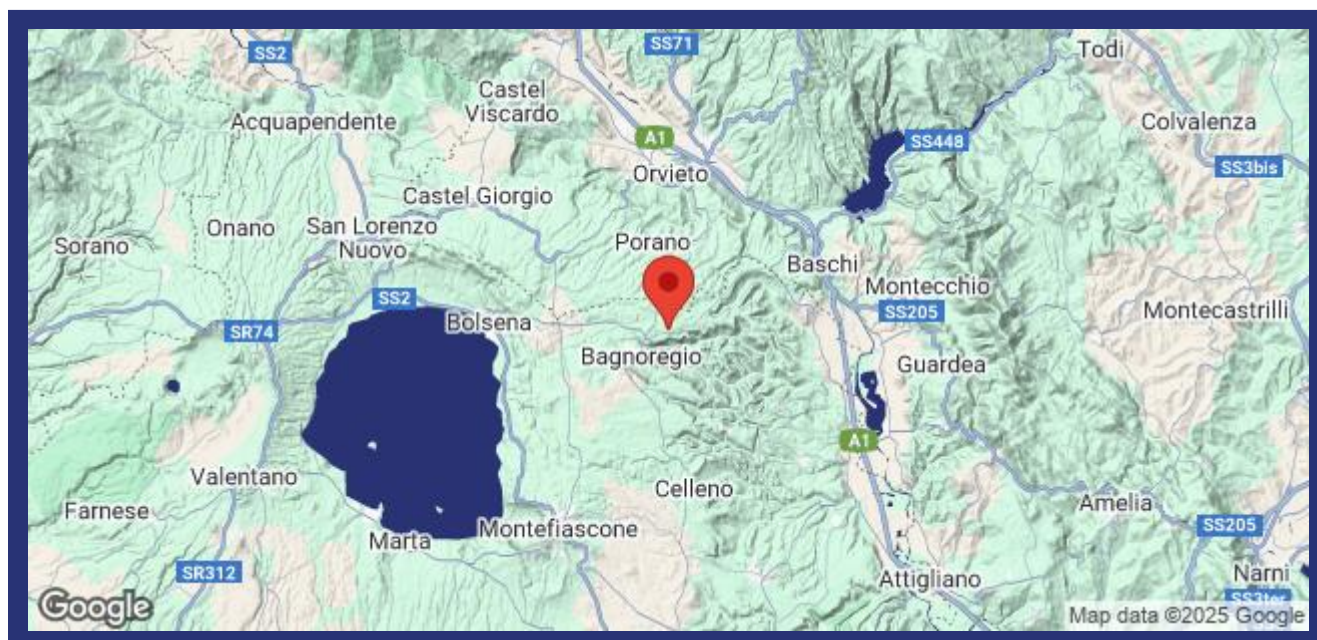 SS71
SS2
Todi
Castel
Viscardo
Acquapendente
Colvalenza
A1
SS448
SS3bis
Orvieto
Castel Giorgio
San Lorenzo
Nuovo
Onano
Sorano
Porano
Baschi
Montecchio
SS2
SS205
Montecastrilli
SR74
Bolsena
Bagnoregio
Guardea
A1
Valentano
Celleno
Farnese
Amelia
Marta
Montefiascone
SS205
SR312
Attigliano
Narni
SS3ter
Google
Map data ©2025 Google